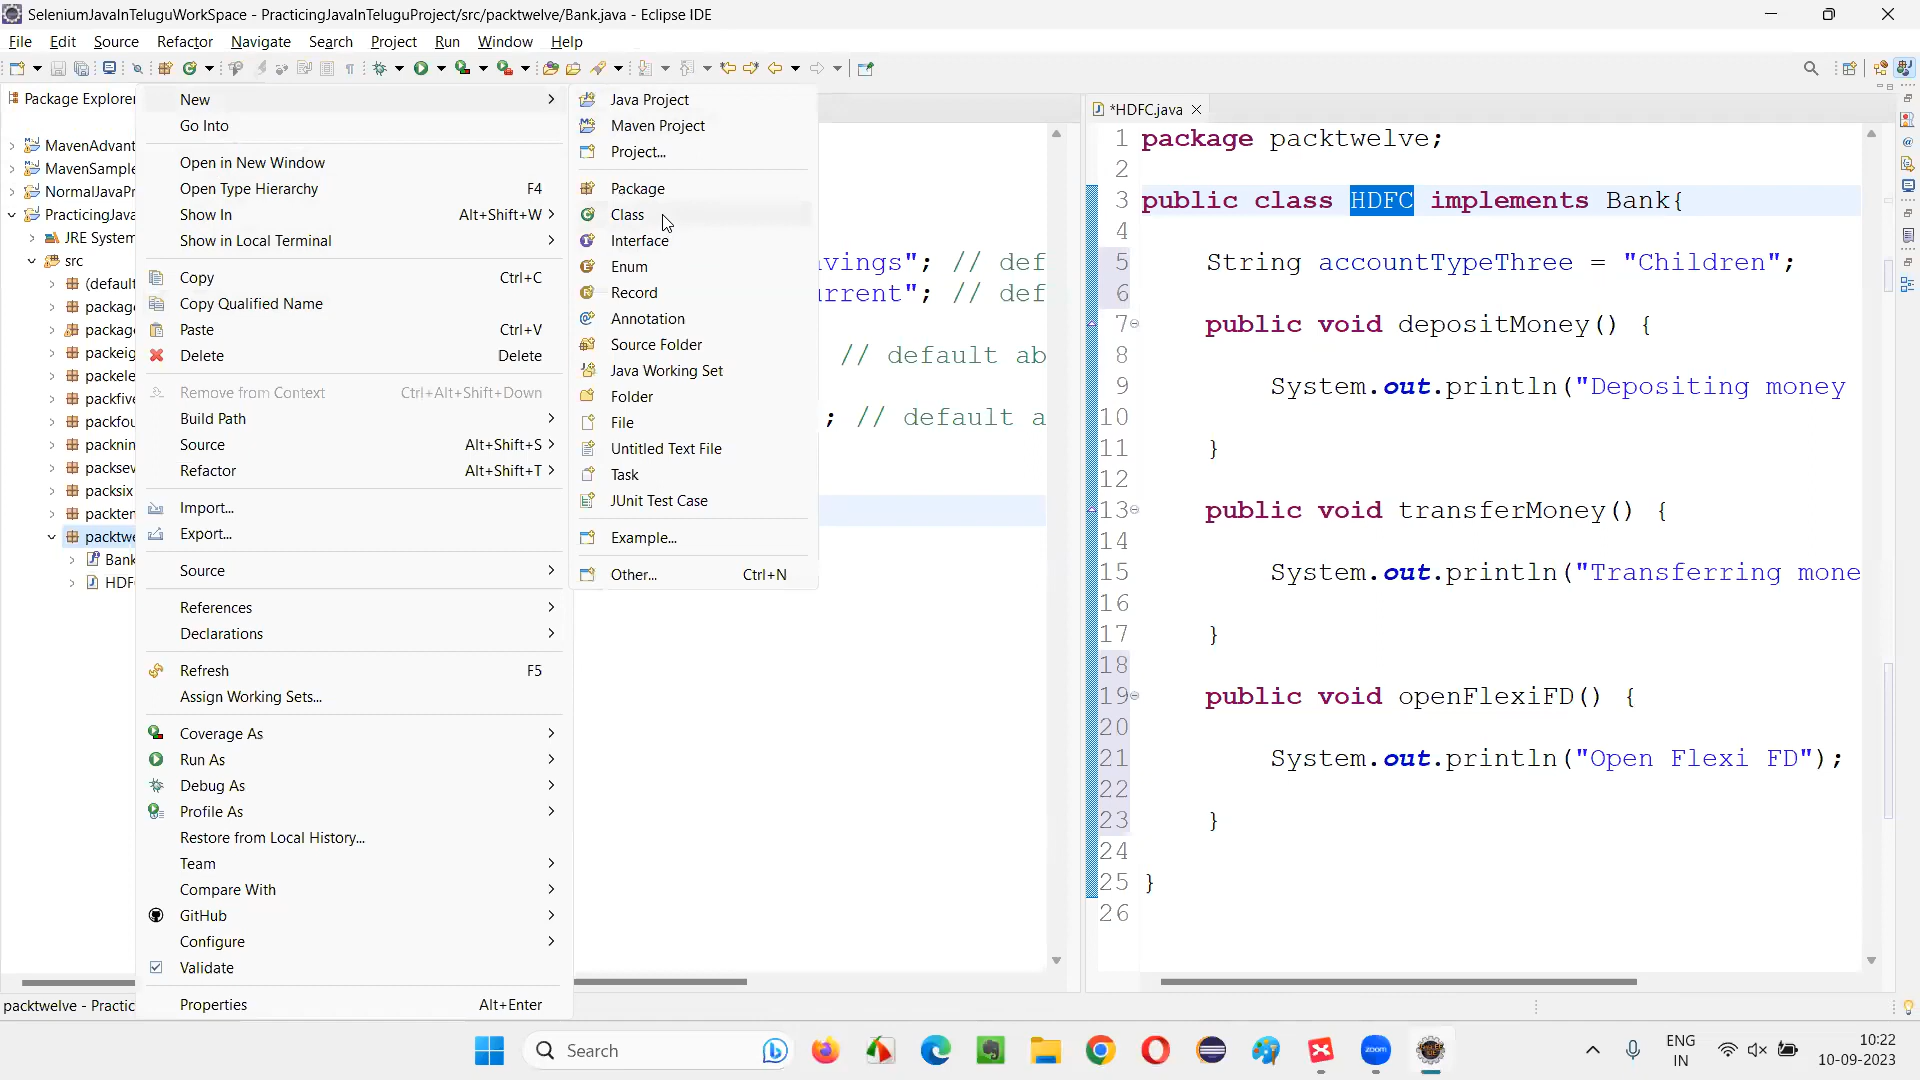 SeleniumJavaInTeluguWorkSpace - PracticingJavaInTeluguProject/src/packtwelve/Bank.java - Eclipse IDE
File Edit Source Refactor Navigate Search Project Run Window Help
Package Explorer
MavenAdvant
MavenSample
NormalJavaPr
PracticingJava
JRE System
src
(default
package
package
packeig
packele
packfive
packfou
packnin
packsev
packsix
packten
packtwe
Bank
HDF
New
Go Into
Open in New Window
Open Type Hierarchy F4
Show In Alt+Shift+W
Show in Local Terminal
Copy Ctrl+C
Copy Qualified Name
Paste Ctrl+V
Delete Delete
Remove from Context Ctrl+Alt+Shift+Down
Build Path
Source Alt+Shift+S
Refactor Alt+Shift+T
Import...
Export...
Source
References
Declarations
Refresh F5
Assign Working Sets...
Coverage As
Run As
Debug As
Profile As
Restore from Local History...
Team
Compare With
GitHub
Configure
Validate
Properties Alt+Enter
Java Project
Maven Project
Project...
Package
Class
Interface
Enum
Record
Annotation
Source Folder
Java Working Set
Folder
File
Untitled Text File
Task
JUnit Test Case
Example...
Other... Ctrl+N
avings"; // def
urrent"; // def
// default ab
; // default a
*HDFC.java
1 package packtwelve;
2
3 public class HDFC implements Bank{
4
5 String accountTypeThree = "Children";
6
7 public void depositMoney() {
8
9 System.out.println("Depositing money
10
11 }
12
13 public void transferMoney() {
14
15 System.out.println("Transferring mone
16
17 }
18
19 public void openFlexiFD() {
20
21 System.out.println("Open Flexi FD");
22
23 }
24
25 }
26
packtwelve - Practic
Search
zoom
ENG
IN
10:22
10-09-2023